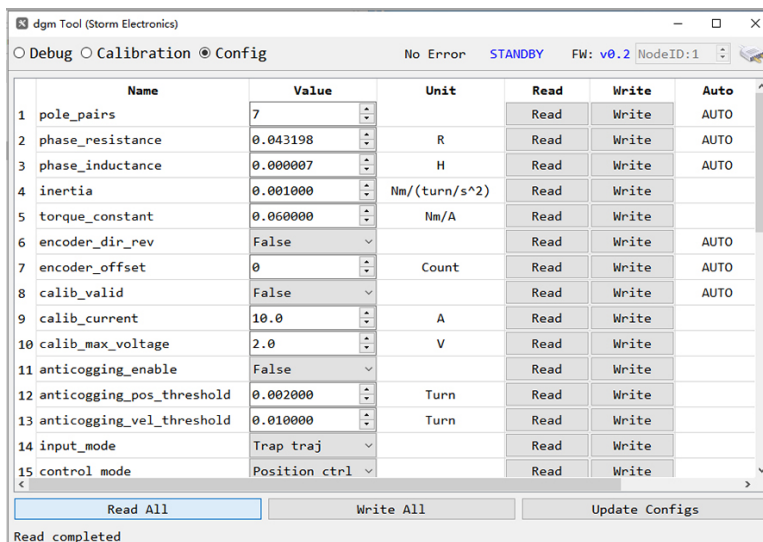 dgm Tool (Storm Electronics)
Debug Calibration Config No Error STANDBY FW: v0.2 NodeID:1
Name Value Unit Read Write Auto
1 pole_pairs 7 Read Write AUTO
2 phase_resistance 0.043198 R Read Write AUTO
3 phase_inductance 0.000007 H Read Write AUTO
4 inertia 0.001000 Nm/(turn/s^2) Read Write
5 torque_constant 0.060000 Nm/A Read Write
6 encoder_dir_rev False Read Write AUTO
7 encoder_offset 0 Count Read Write AUTO
8 calib_valid False Read Write AUTO
9 calib_current 10.0 A Read Write
10 calib_max_voltage 2.0 V Read Write
11 anticogging_enable False Read Write
12 anticogging_pos_threshold 0.002000 Turn Read Write
13 anticogging_vel_threshold 0.010000 Turn Read Write
14 input_mode Trap traj Read Write
15 control mode Position ctrl Read Write
Read All Write All Update Configs
Read completed